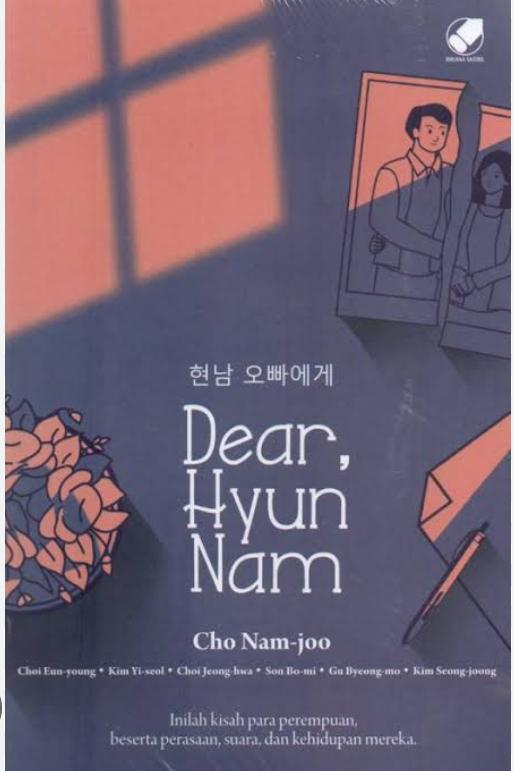 BHUANA SASTRA
현남 오빠에게
Dear,
Hyun
Nam
Cho Nam-joo
Choi Eun-young • Kim Yi-seol • Choi Jeong-hwa • Son Bo-mi • Gu Byeong-mo • Kim Seong-joong
Inilah kisah para perempuan,
beserta perasaan, suara, dan kehidupan mereka.